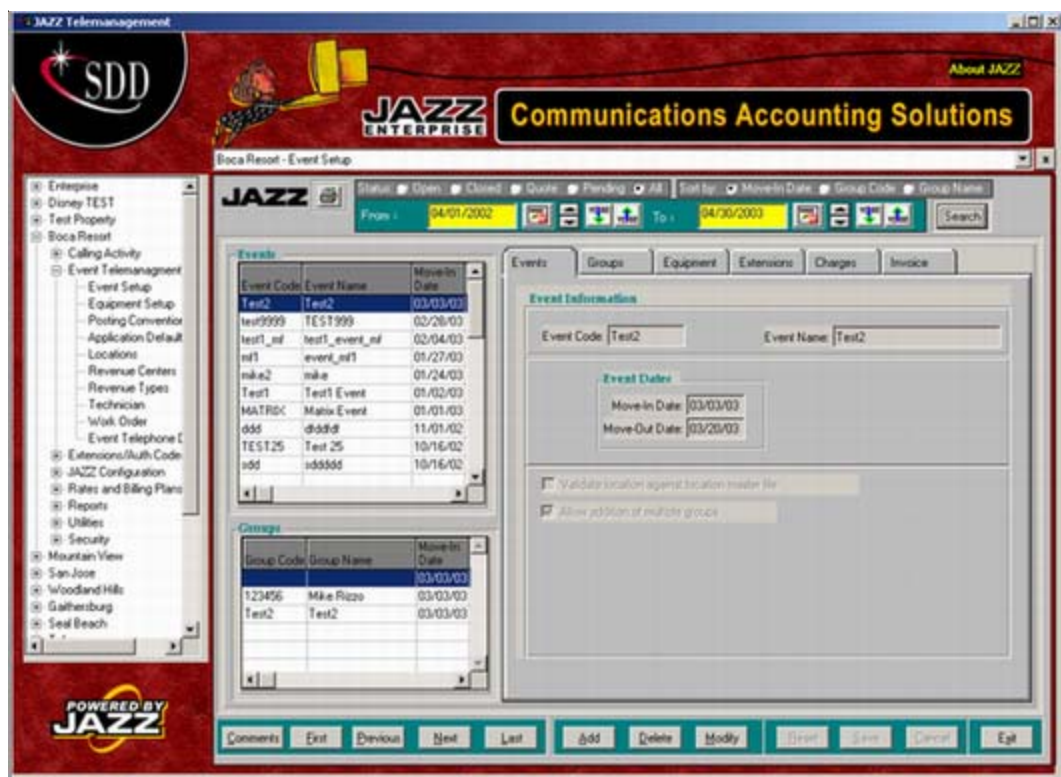 JAZZ Telemanagement
SDD
About JAZZ
JAZZ
ENTERPRISE
Communications Accounting Solutions
Boca Resort - Event Setup
Enterprise
Disney TEST
Test Property
Boca Resort
Calling Activity
Event Telemanagment
Event Setup
Equipment Setup
Posting Convention
Application Default
Locations
Revenue Centers
Revenue Types
Technician
Work Order
Event Telephone D
Extensions/Auth Code
JAZZ Configuration
Rates and Billing Plans
Reports
Utilities
Security
Mountain View
San Jose
Woodland Hills
Gaithersburg
Seal Beach
POWERED BY
JAZZ
JAZZ
Status: Open Closed Quote Pending All Sort by: Move-In Date Group Code Group Name
From : 04/01/2002 To : 04/30/2003 Search
Events
Event Code Event Name Move-In Date
Test2 Test2 03/03/03
test9999 TEST999 02/28/03
test1_mf test1_event_mf 02/04/03
mf1 event_mf1 01/27/03
mike2 mike 01/24/03
Test1 Test1 Event 01/02/03
MATRIX Matrix Event 01/01/03
ddd dfddfdf 11/01/02
TEST25 Test 25 10/16/02
sdd sddddd 10/16/02
Groups
Group Code Group Name Move-In Date
03/03/03
123456 Mike Rizzo 03/03/03
Test2 Test2 03/03/03
Events Groups Equipment Extensions Charges Invoice
Event Information
Event Code: Test2 Event Name: Test2
Event Dates
Move-In Date: 03/03/03
Move-Out Date: 03/20/03
Validate location against location master file
Allow addition of multiple groups
Comments First Previous Next Last Add Delete Modify Reset Save Cancel Exit